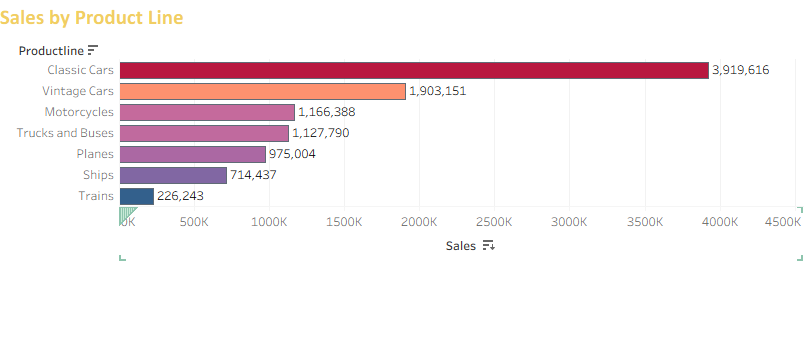 Sales by Product Line
Productline
Classic Cars 3,919,616
Vintage Cars 1,903,151
Motorcycles 1,166,388
Trucks and Buses 1,127,790
Planes 975,004
Ships 714,437
Trains 226,243
0K 500K 1000K 1500K 2000K 2500K 3000K 3500K 4000K 4500K
Sales